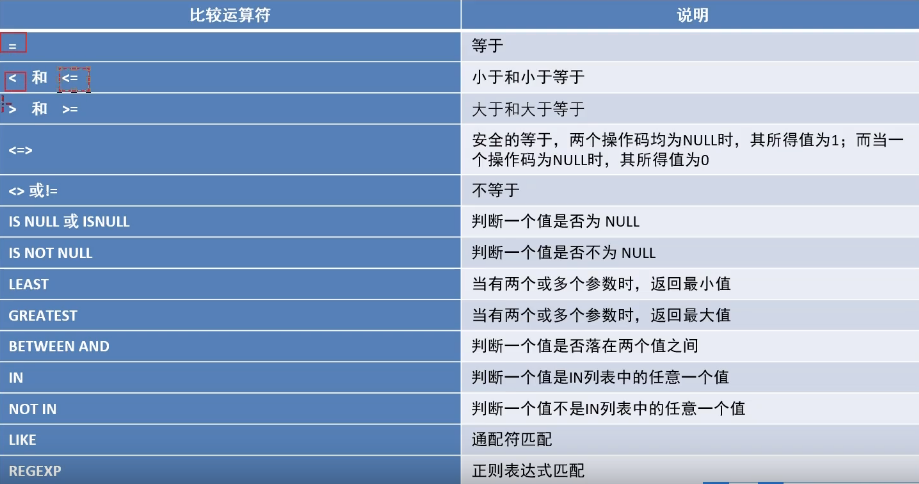 比较运算符 说明
= 等于
< 和 <= 小于和小于等于
> 和 >= 大于和大于等于
<=> 安全的等于，两个操作码均为NULL时，其所得值为1；而当一
个操作码为NULL时，其所得值为0
<> 或!= 不等于
IS NULL 或 ISNULL 判断一个值是否为 NULL
IS NOT NULL 判断一个值是否不为 NULL
LEAST 当有两个或多个参数时，返回最小值
GREATEST 当有两个或多个参数时，返回最大值
BETWEEN AND 判断一个值是否落在两个值之间
IN 判断一个值是IN列表中的任意一个值
NOT IN 判断一个值不是IN列表中的任意一个值
LIKE 通配符匹配
REGEXP 正则表达式匹配